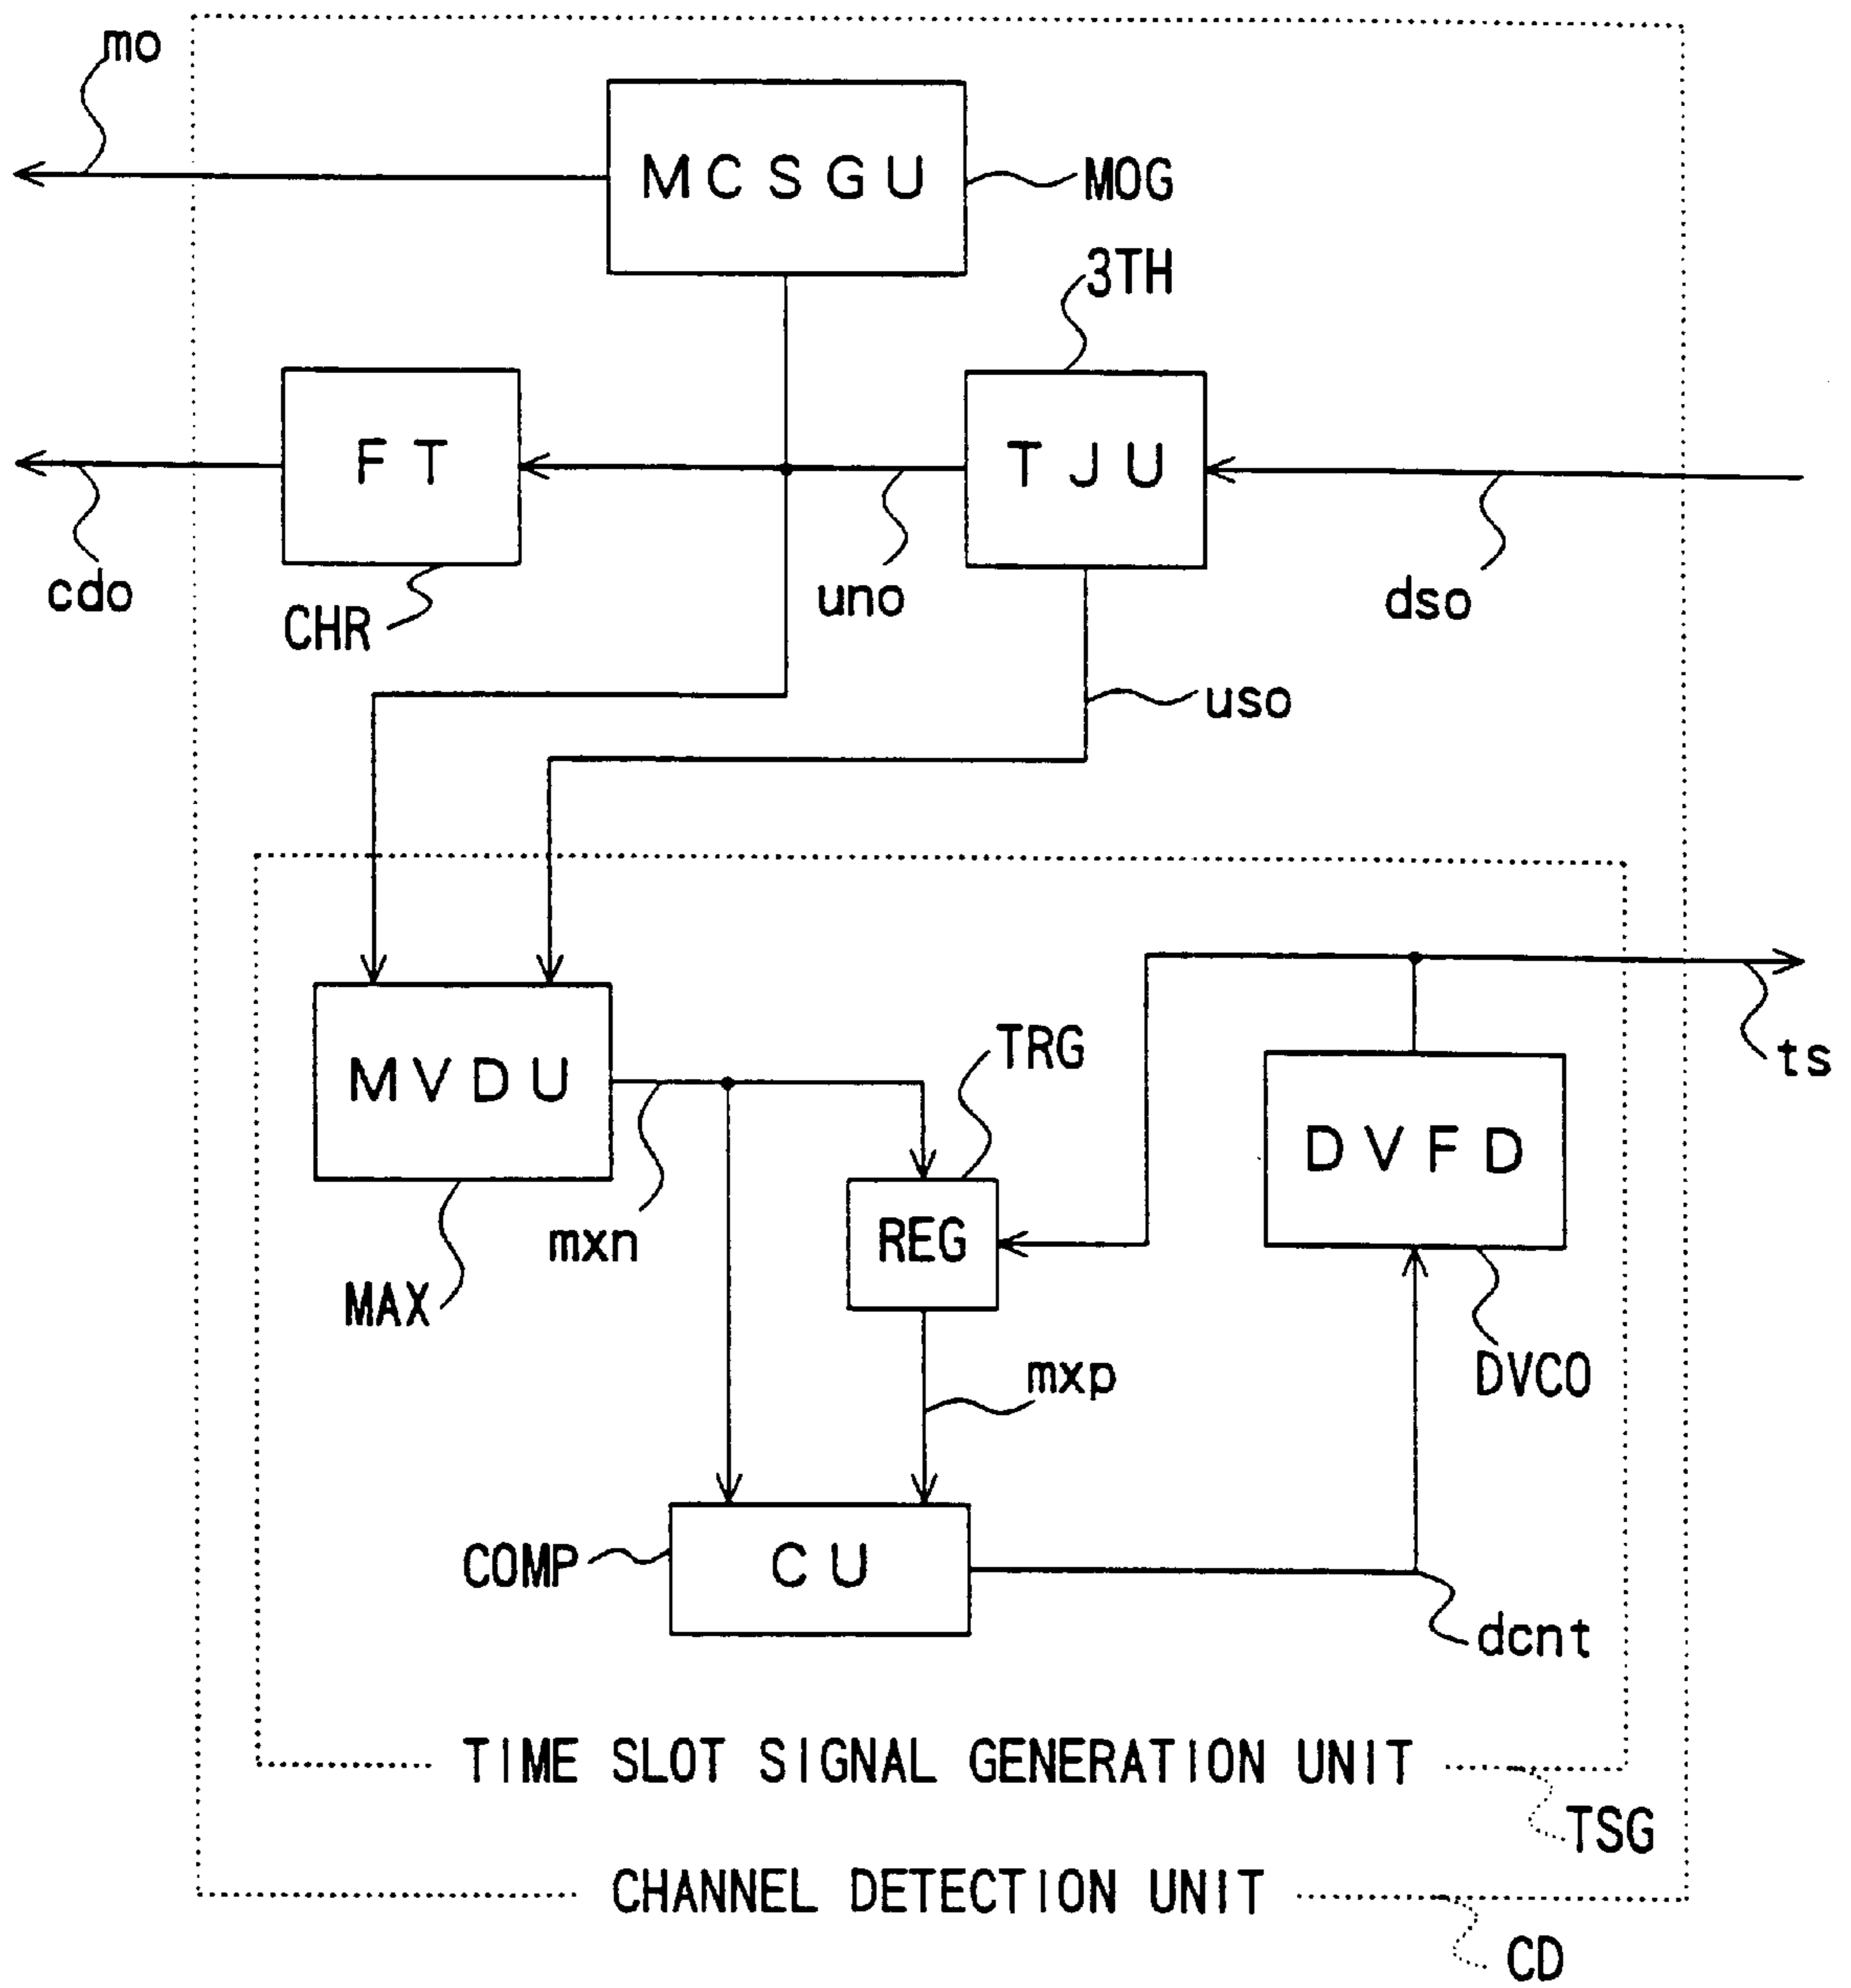 mo
MCSGU
MOG
3TH
FT
TJU
cdo
CHR
uno
dso
uso
MVDU
TRG
ts
DVFD
mxn
REG
MAX
mxp
DVCO
COMP
CU
dcnt
TIME SLOT SIGNAL GENERATION UNIT
TSG
CHANNEL DETECTION UNIT
CD